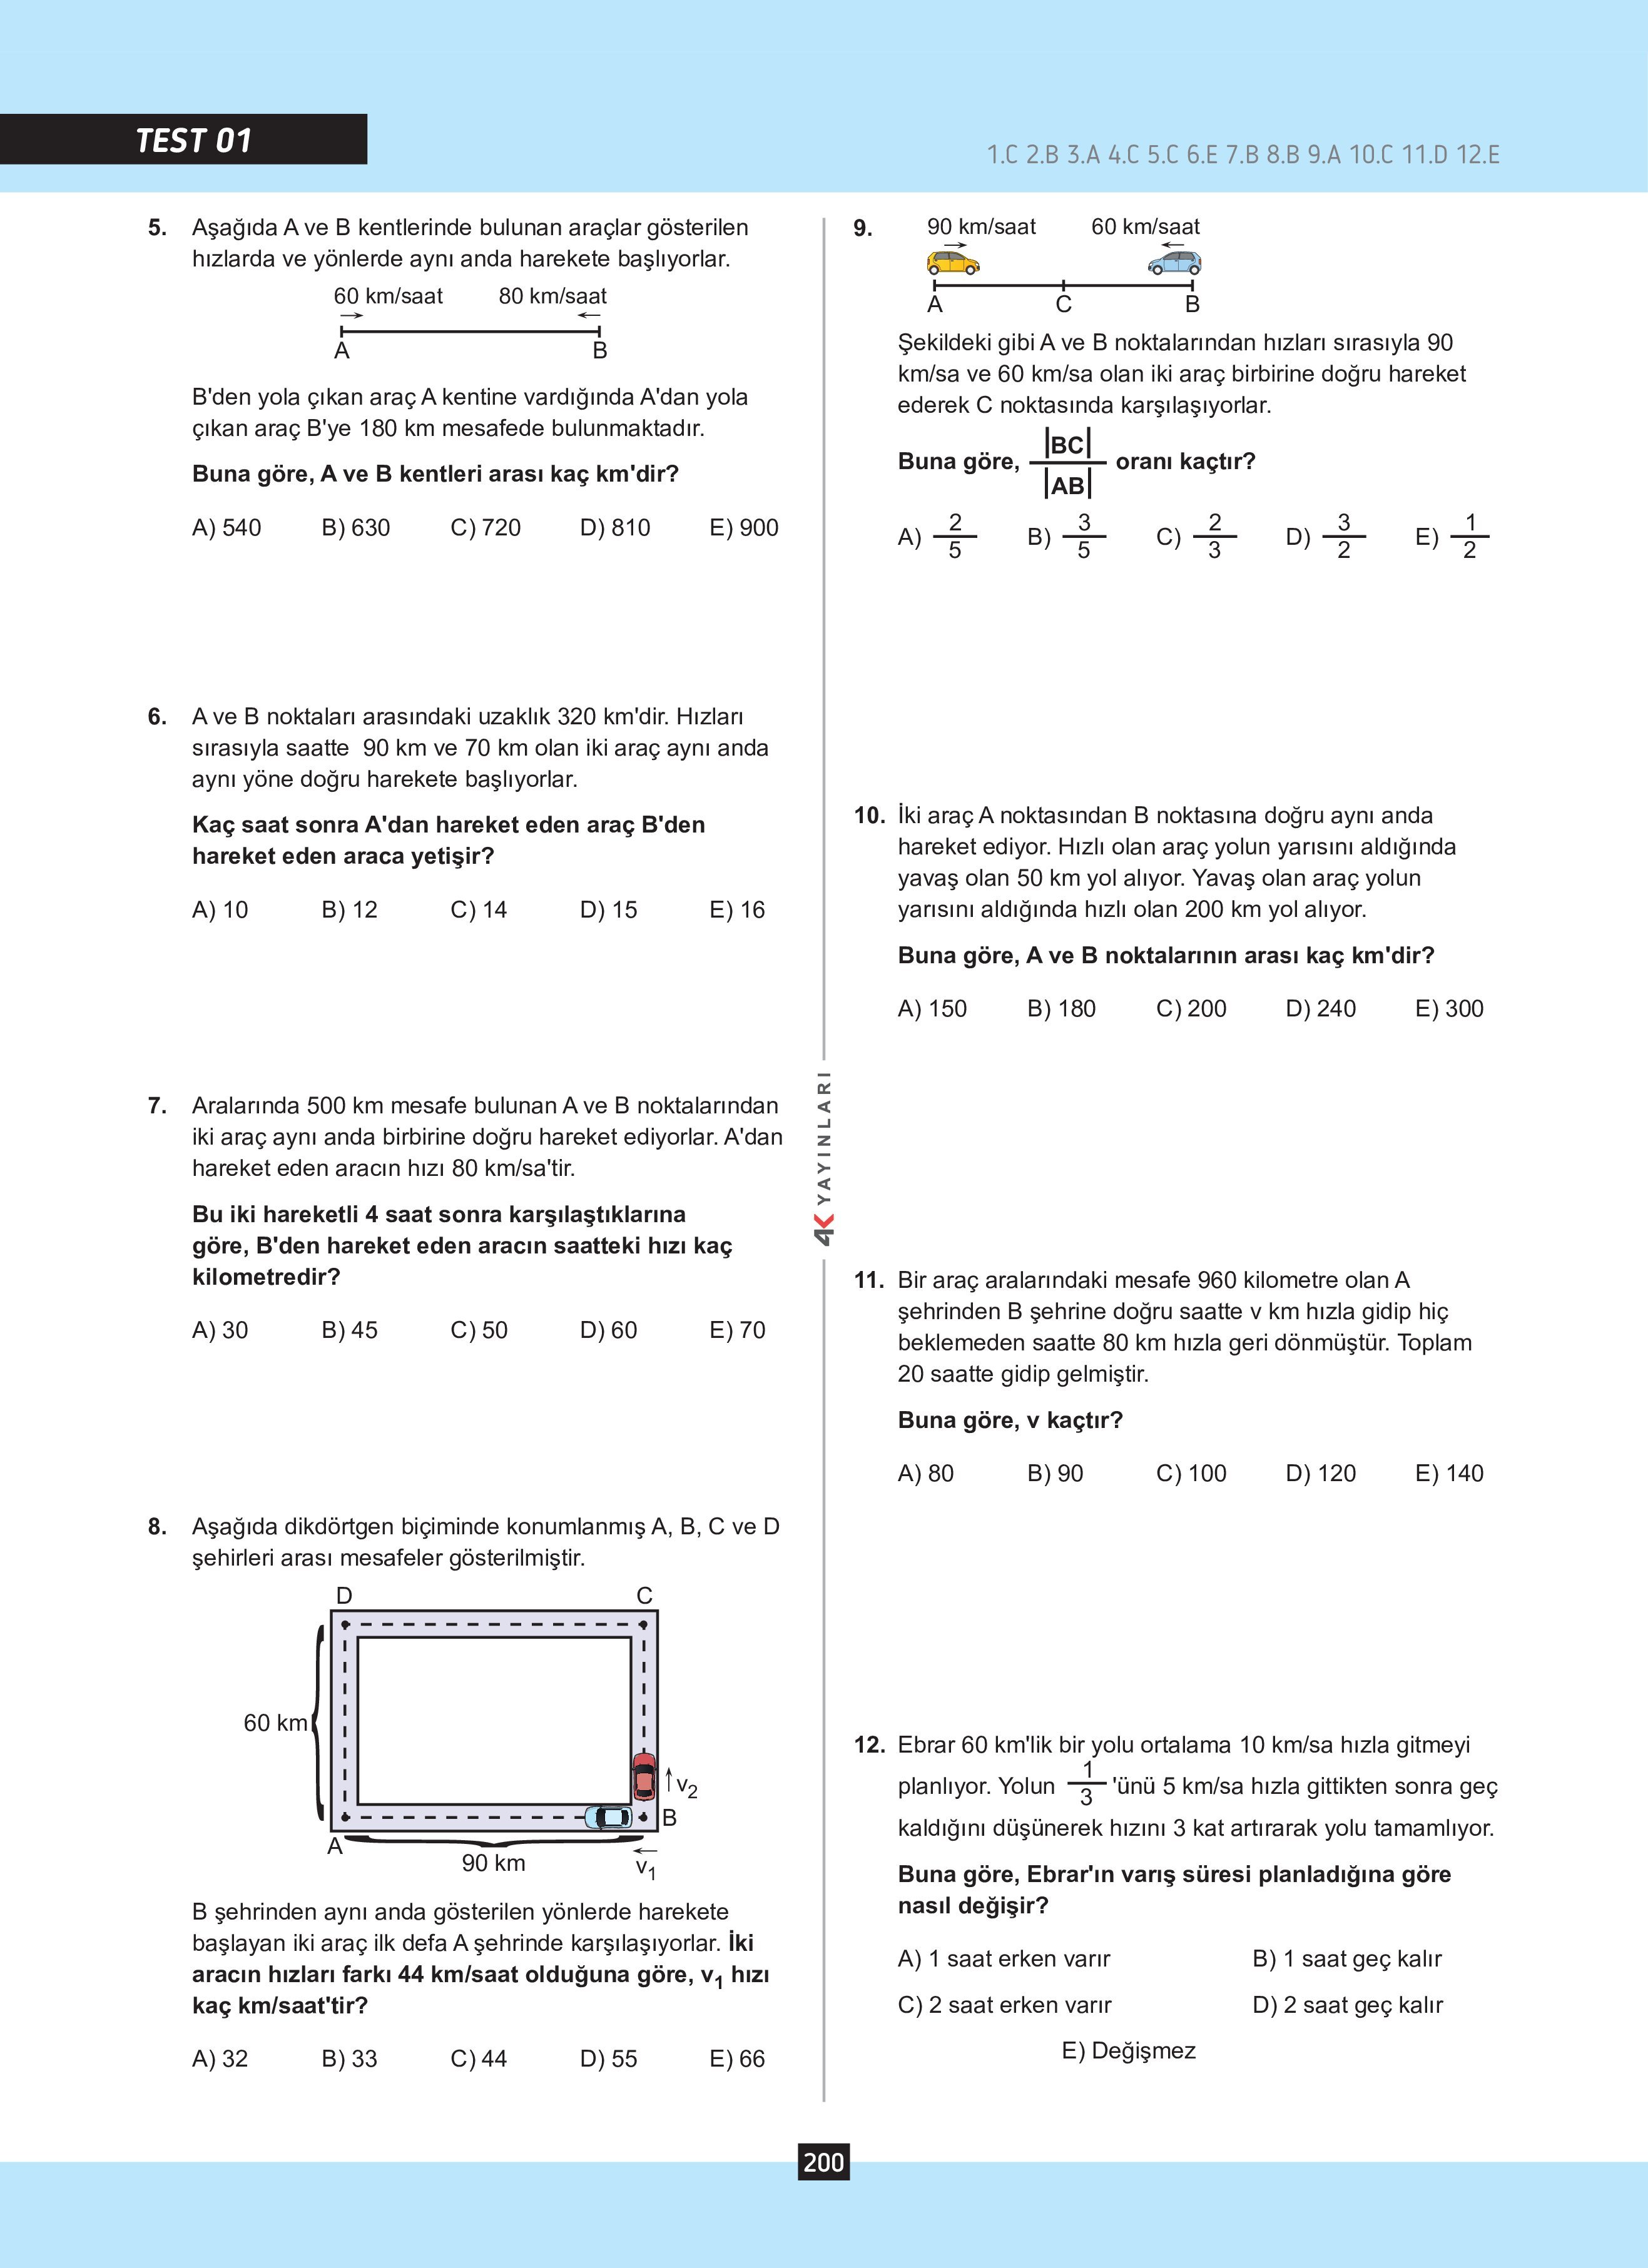 TEST 01
1.C 2.B 3.A 4.C 5.C 6.E 7.B 8.B 9.A 10.C 11.D 12.E
5. Aşağıda A ve B kentlerinde bulunan araçlar gösterilen
hızlarda ve yönlerde aynı anda harekete başlıyorlar.
60 km/saat 80 km/saat
A B
B'den yola çıkan araç A kentine vardığında A'dan yola
çıkan araç B'ye 180 km mesafede bulunmaktadır.
Buna göre, A ve B kentleri arası kaç km'dir?
A) 540 B) 630 C) 720 D) 810 E) 900
6. A ve B noktaları arasındaki uzaklık 320 km'dir. Hızları
sırasıyla saatte 90 km ve 70 km olan iki araç aynı anda
aynı yöne doğru harekete başlıyorlar.
Kaç saat sonra A'dan hareket eden araç B'den
hareket eden araca yetişir?
A) 10 B) 12 C) 14 D) 15 E) 16
7. Aralarında 500 km mesafe bulunan A ve B noktalarından
iki araç aynı anda birbirine doğru hareket ediyorlar. A'dan
hareket eden aracın hızı 80 km/sa'tir.
Bu iki hareketli 4 saat sonra karşılaştıklarına
göre, B'den hareket eden aracın saatteki hızı kaç
kilometredir?
A) 30 B) 45 C) 50 D) 60 E) 70
8. Aşağıda dikdörtgen biçiminde konumlanmış A, B, C ve D
şehirleri arası mesafeler gösterilmiştir.
D C
60 km
v2
B
A
90 km
v1
B şehrinden aynı anda gösterilen yönlerde harekete
başlayan iki araç ilk defa A şehrinde karşılaşıyorlar. İki
aracın hızları farkı 44 km/saat olduğuna göre, v1 hızı
kaç km/saat'tir?
A) 32 B) 33 C) 44 D) 55 E) 66
4K YAYINLARI
9. 90 km/saat 60 km/saat
A C B
Şekildeki gibi A ve B noktalarından hızları sırasıyla 90
km/sa ve 60 km/sa olan iki araç birbirine doğru hareket
ederek C noktasında karşılaşıyorlar.
Buna göre, |BC|/|AB| oranı kaçtır?
A) 2/5 B) 3/5 C) 2/3 D) 3/2 E) 1/2
10. İki araç A noktasından B noktasına doğru aynı anda
hareket ediyor. Hızlı olan araç yolun yarısını aldığında
yavaş olan 50 km yol alıyor. Yavaş olan araç yolun
yarısını aldığında hızlı olan 200 km yol alıyor.
Buna göre, A ve B noktalarının arası kaç km'dir?
A) 150 B) 180 C) 200 D) 240 E) 300
11. Bir araç aralarındaki mesafe 960 kilometre olan A
şehrinden B şehrine doğru saatte v km hızla gidip hiç
beklemeden saatte 80 km hızla geri dönmüştür. Toplam
20 saatte gidip gelmiştir.
Buna göre, v kaçtır?
A) 80 B) 90 C) 100 D) 120 E) 140
12. Ebrar 60 km'lik bir yolu ortalama 10 km/sa hızla gitmeyi
planlıyor. Yolun 1/3 'ünü 5 km/sa hızla gittikten sonra geç
kaldığını düşünerek hızını 3 kat artırarak yolu tamamlıyor.
Buna göre, Ebrar'ın varış süresi planladığına göre
nasıl değişir?
A) 1 saat erken varır B) 1 saat geç kalır
C) 2 saat erken varır D) 2 saat geç kalır
E) Değişmez
200